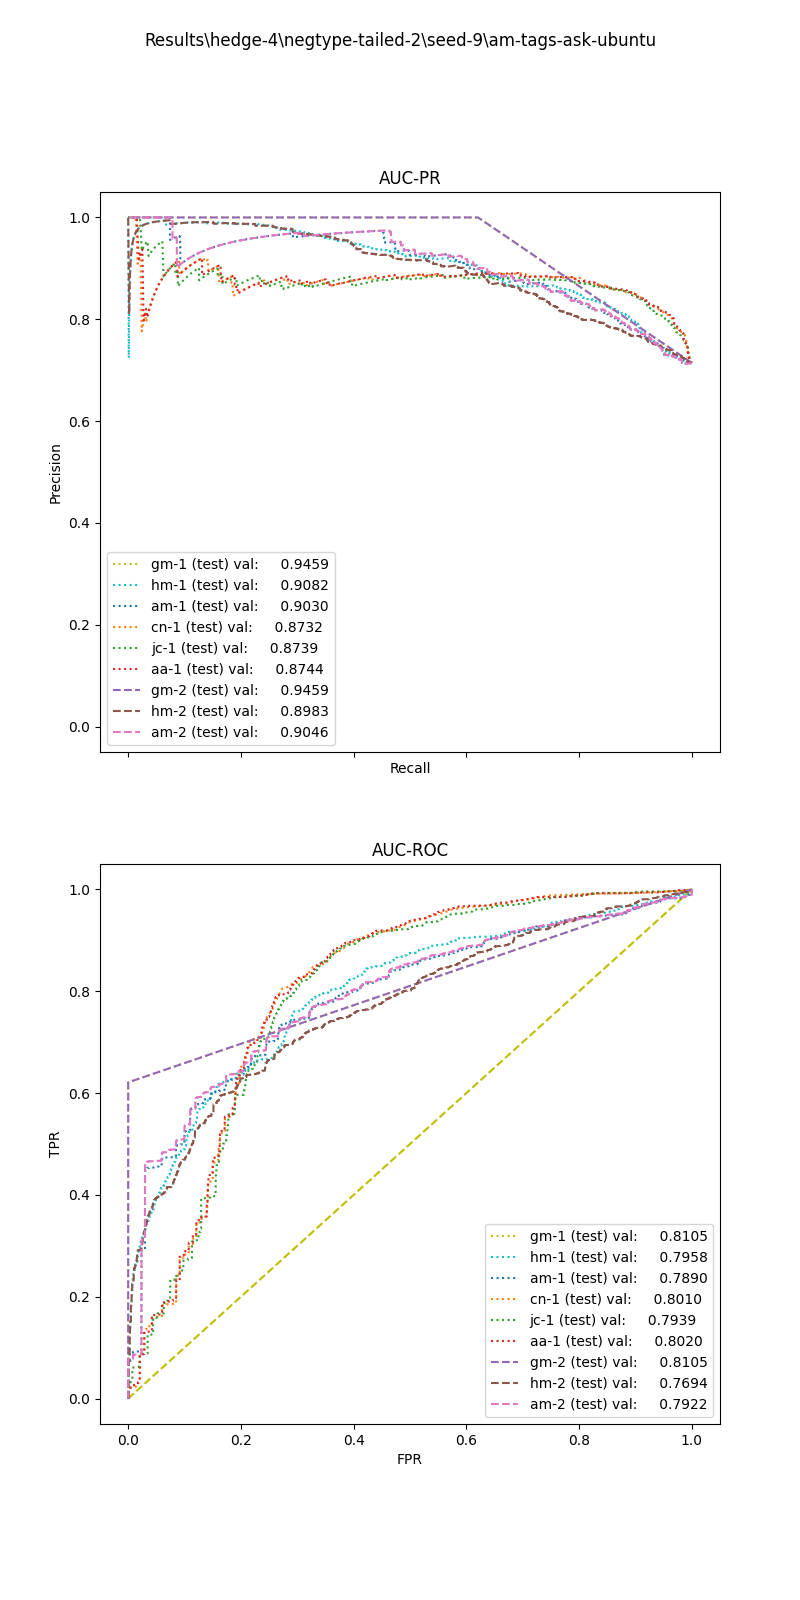 Results\hedge-4\negtype-tailed-2\seed-9\am-tags-ask-ubuntu
AUC-PR
1.0
0.8
0.6
0.4
0.2
0.0
Precision
gm-1 (test) val: 0.9459
hm-1 (test) val: 0.9082
am-1 (test) val: 0.9030
cn-1 (test) val: 0.8732
jc-1 (test) val: 0.8739
aa-1 (test) val: 0.8744
gm-2 (test) val: 0.9459
hm-2 (test) val: 0.8983
am-2 (test) val: 0.9046
Recall
AUC-ROC
1.0
0.8
0.6
0.4
0.2
0.0
TPR
gm-1 (test) val: 0.8105
hm-1 (test) val: 0.7958
am-1 (test) val: 0.7890
cn-1 (test) val: 0.8010
jc-1 (test) val: 0.7939
aa-1 (test) val: 0.8020
gm-2 (test) val: 0.8105
hm-2 (test) val: 0.7694
am-2 (test) val: 0.7922
0.0 0.2 0.4 0.6 0.8 1.0
FPR